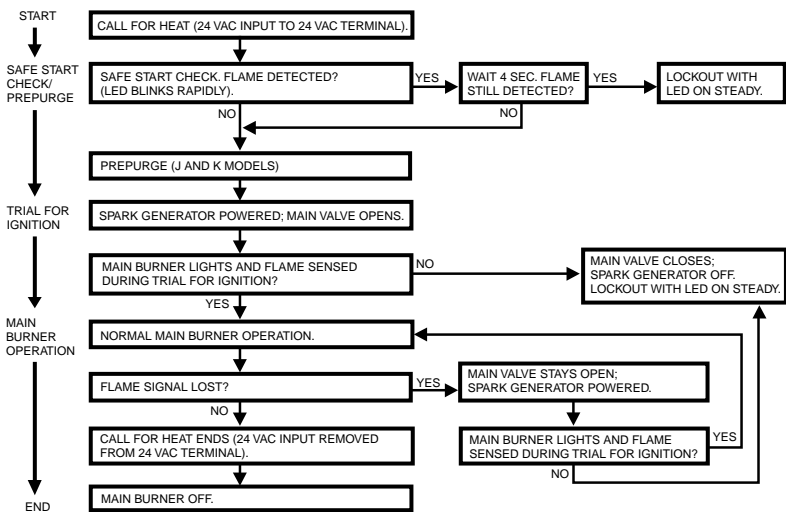 START
CALL FOR HEAT (24 VAC INPUT TO 24 VAC TERMINAL).
SAFE START
CHECK/
PREPURGE
SAFE START CHECK. FLAME DETECTED?
(LED BLINKS RAPIDLY).
YES
WAIT 4 SEC. FLAME
STILL DETECTED?
YES
LOCKOUT WITH
LED ON STEADY.
NO
NO
PREPURGE (J AND K MODELS)
TRIAL FOR
IGNITION
SPARK GENERATOR POWERED; MAIN VALVE OPENS.
MAIN BURNER LIGHTS AND FLAME SENSED
DURING TRIAL FOR IGNITION?
NO
MAIN VALVE CLOSES;
SPARK GENERATOR OFF.
LOCKOUT WITH LED ON STEADY.
YES
MAIN
BURNER
OPERATION
NORMAL MAIN BURNER OPERATION.
FLAME SIGNAL LOST?
YES
MAIN VALVE STAYS OPEN;
SPARK GENERATOR POWERED.
NO
CALL FOR HEAT ENDS (24 VAC INPUT REMOVED
FROM 24 VAC TERMINAL).
MAIN BURNER LIGHTS AND FLAME
SENSED DURING TRIAL FOR IGNITION?
YES
NO
MAIN BURNER OFF.
END